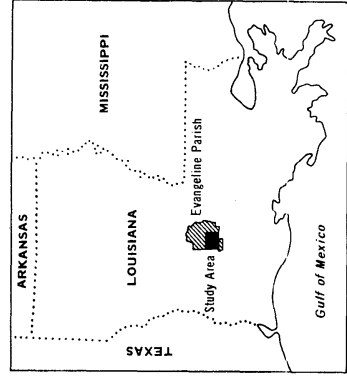 ARKANSAS
MISSISSIPPI
LOUISIANA
TEXAS
Evangeline Parish
Study Area
Gulf of Mexico